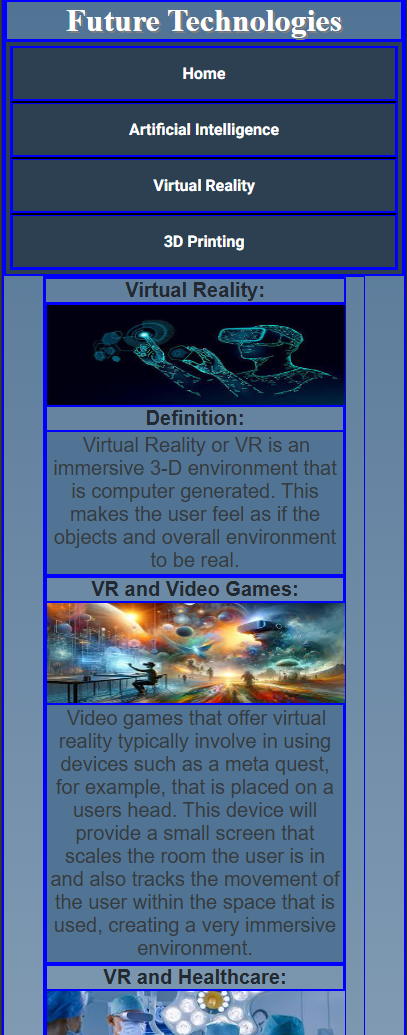 Future Technologies
Home
Artificial Intelligence
Virtual Reality
3D Printing
Virtual Reality:
Definition:
Virtual Reality or VR is an
immersive 3-D environment that
is computer generated. This
makes the user feel as if the
objects and overall environment
to be real.
VR and Video Games:
Video games that offer virtual
reality typically involve in using
devices such as a meta quest,
for example, that is placed on a
users head. This device will
provide a small screen that
scales the room the user is in
and also tracks the movement of
the user within the space that is
used, creating a very immersive
environment.
VR and Healthcare: